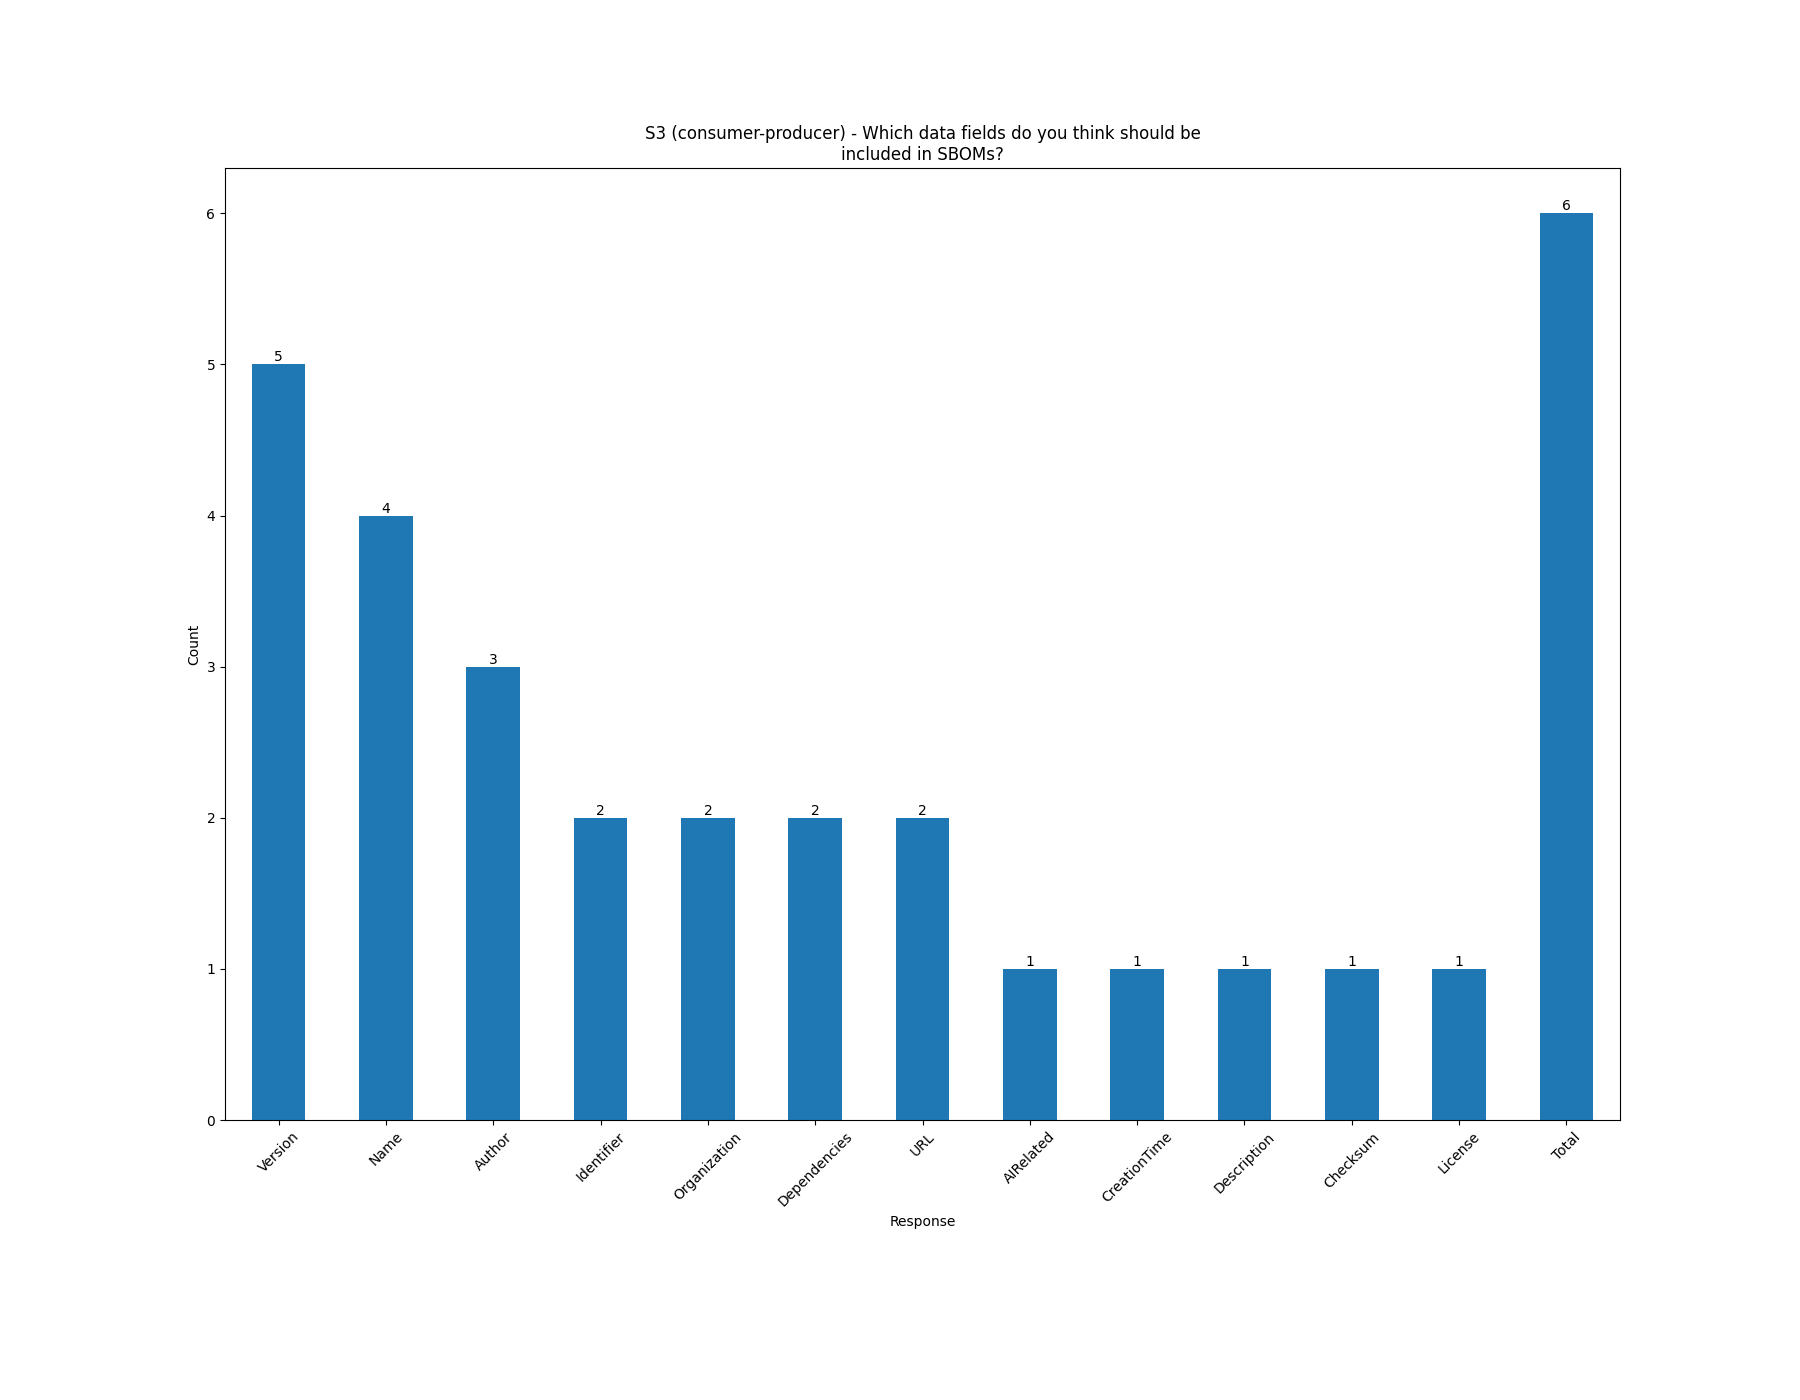 S3 (consumer-producer) - Which data fields do you think should be
included in SBOMs?
Count
6
5
4
3
2
1
0
5
4
3
2
2
2
2
1
1
1
1
1
6
Version
Name
Author
Identifier
Organization
Dependencies
URL
AIRelated
CreationTime
Description
Checksum
License
Total
Response